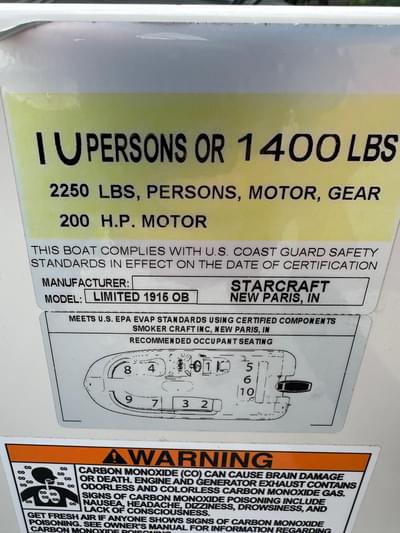 10 PERSONS OR 1400 LBS
2250 LBS, PERSONS, MOTOR, GEAR
200 H.P. MOTOR
THIS BOAT COMPLIES WITH U.S. COAST GUARD SAFETY
STANDARDS IN EFFECT ON THE DATE OF CERTIFICATION
MANUFACTURER: STARCRAFT
MODEL: LIMITED 1915 OB NEW PARIS, IN
MEETS U.S. EPA EVAP STANDARDS USING CERTIFIED COMPONENTS
SMOKER CRAFT INC, NEW PARIS, IN
RECOMMENDED OCCUPANT SEATING
8 4 1 5
6
10
9 7 3 2
WARNING
CARBON MONOXIDE (CO) CAN CAUSE BRAIN DAMAGE
OR DEATH. ENGINE AND GENERATOR EXHAUST CONTAINS
ODORLESS AND COLORLESS CARBON MONOXIDE GAS.
SIGNS OF CARBON MONOXIDE POISONING INCLUDE
NAUSEA, HEADACHE, DIZZINESS, DROWSINESS, AND
LACK OF CONSCIOUSNESS.
GET FRESH AIR IF ANYONE SHOWS SIGNS OF CARBON MONOXIDE
POISONING. SEE OWNER'S MANUAL FOR INFORMATION REGARDING
CARBON MONOXIDE POISONING